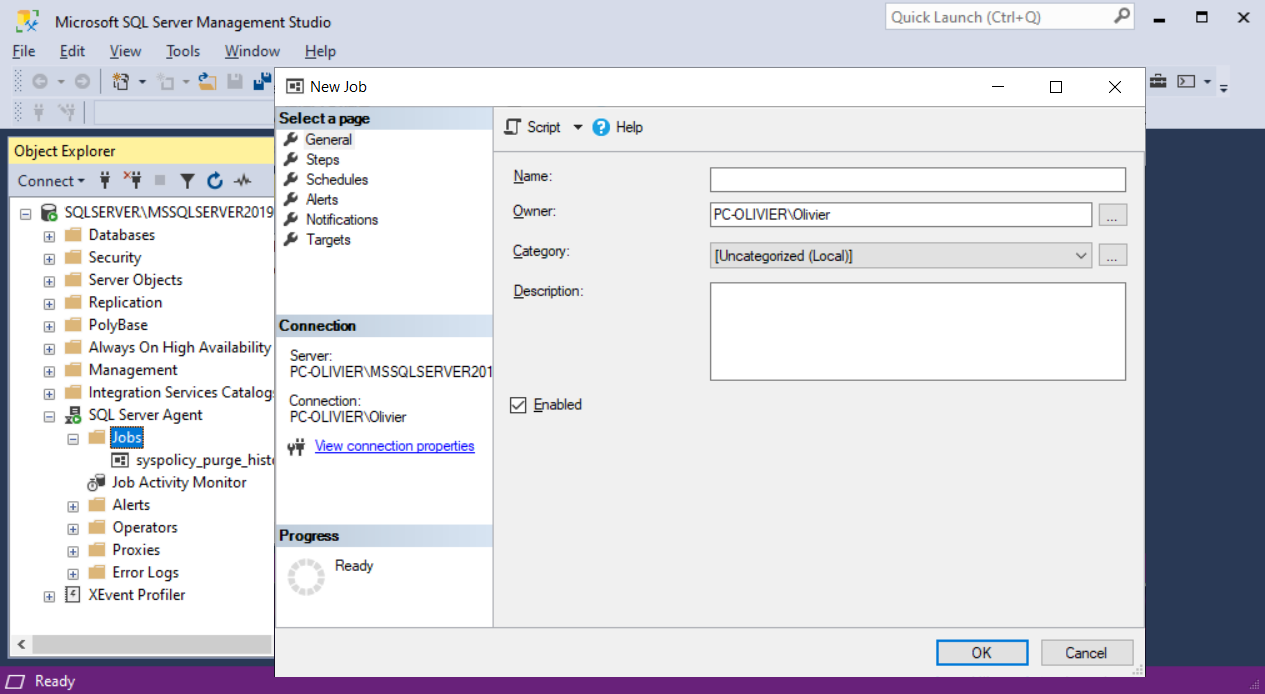 Microsoft SQL Server Management Studio
Quick Launch (Ctrl+Q)
File Edit View Tools Window Help
New Job
Select a page
General
Steps
Schedules
Alerts
Notifications
Targets
Connection
Server:
PC-OLIVIER\MSSQLSERVER201
Connection:
PC-OLIVIER\Olivier
View connection properties
Progress
Ready
Script Help
Name:
Owner: PC-OLIVIER\Olivier ...
Category: [Uncategorized (Local)] ...
Description:
Enabled
OK Cancel
Object Explorer
Connect
SQLSERVER\MSSQLSERVER2019
Databases
Security
Server Objects
Replication
PolyBase
Always On High Availability
Management
Integration Services Catalogs
SQL Server Agent
Jobs
syspolicy_purge_histo
Job Activity Monitor
Alerts
Operators
Proxies
Error Logs
XEvent Profiler
Ready